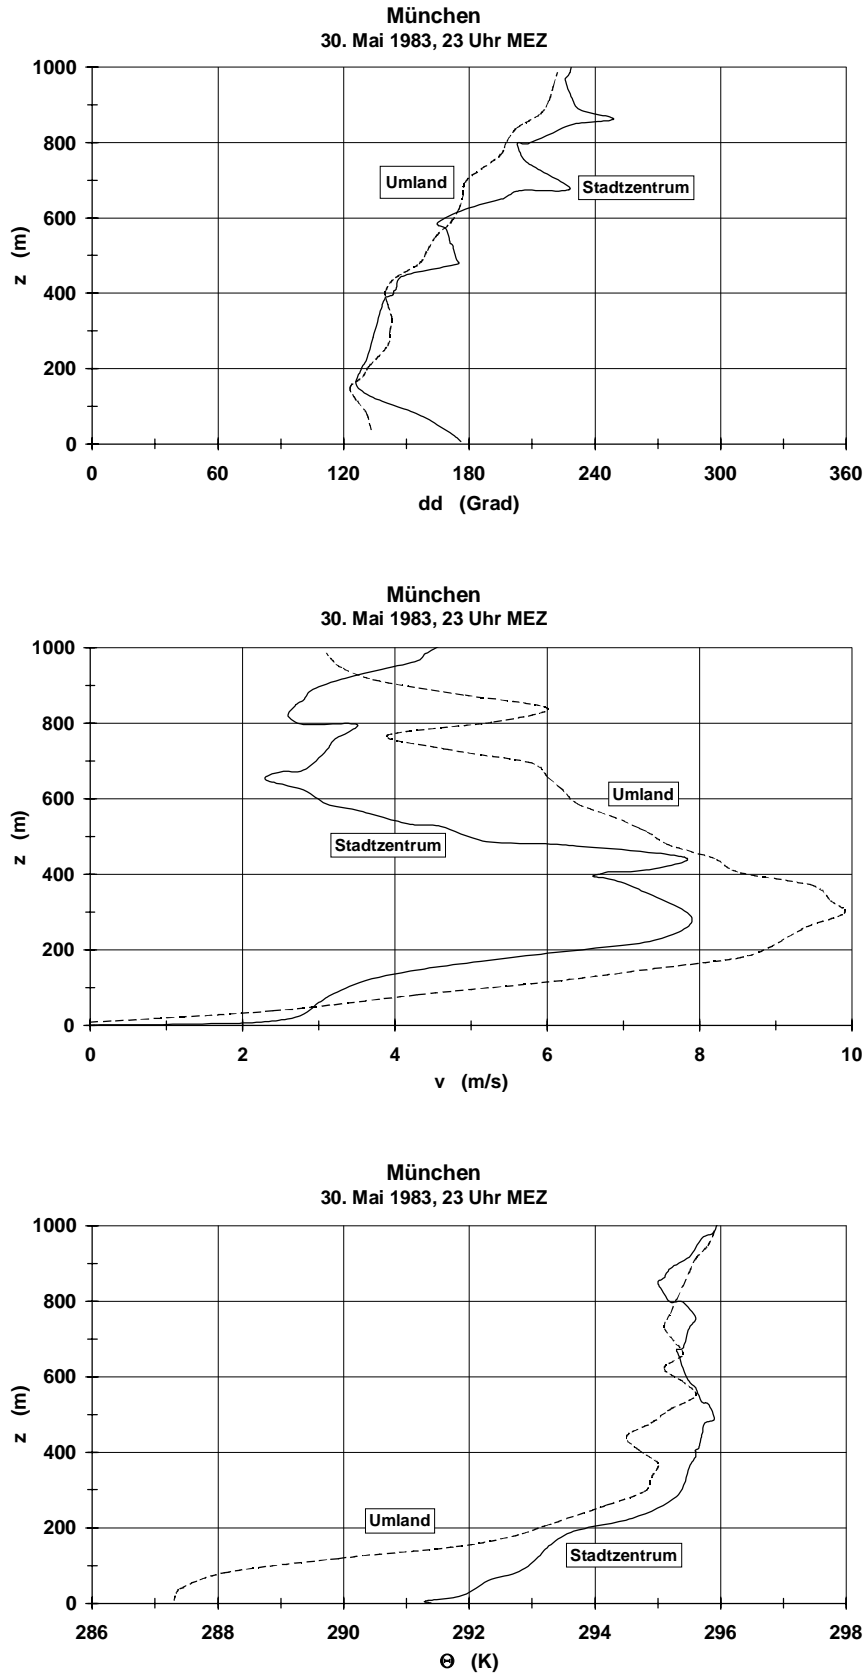 München
30. Mai 1983, 23 Uhr MEZ
1000
800
600
400
200
0
z (m)
Umland
Stadtzentrum
0 60 120 180 240 300 360
dd (Grad)
München
30. Mai 1983, 23 Uhr MEZ
1000
800
600
400
200
0
z (m)
Umland
Stadtzentrum
0 2 4 6 8 10
v (m/s)
München
30. Mai 1983, 23 Uhr MEZ
1000
800
600
400
200
0
z (m)
Umland
Stadtzentrum
286 288 290 292 294 296 298
Θ (K)